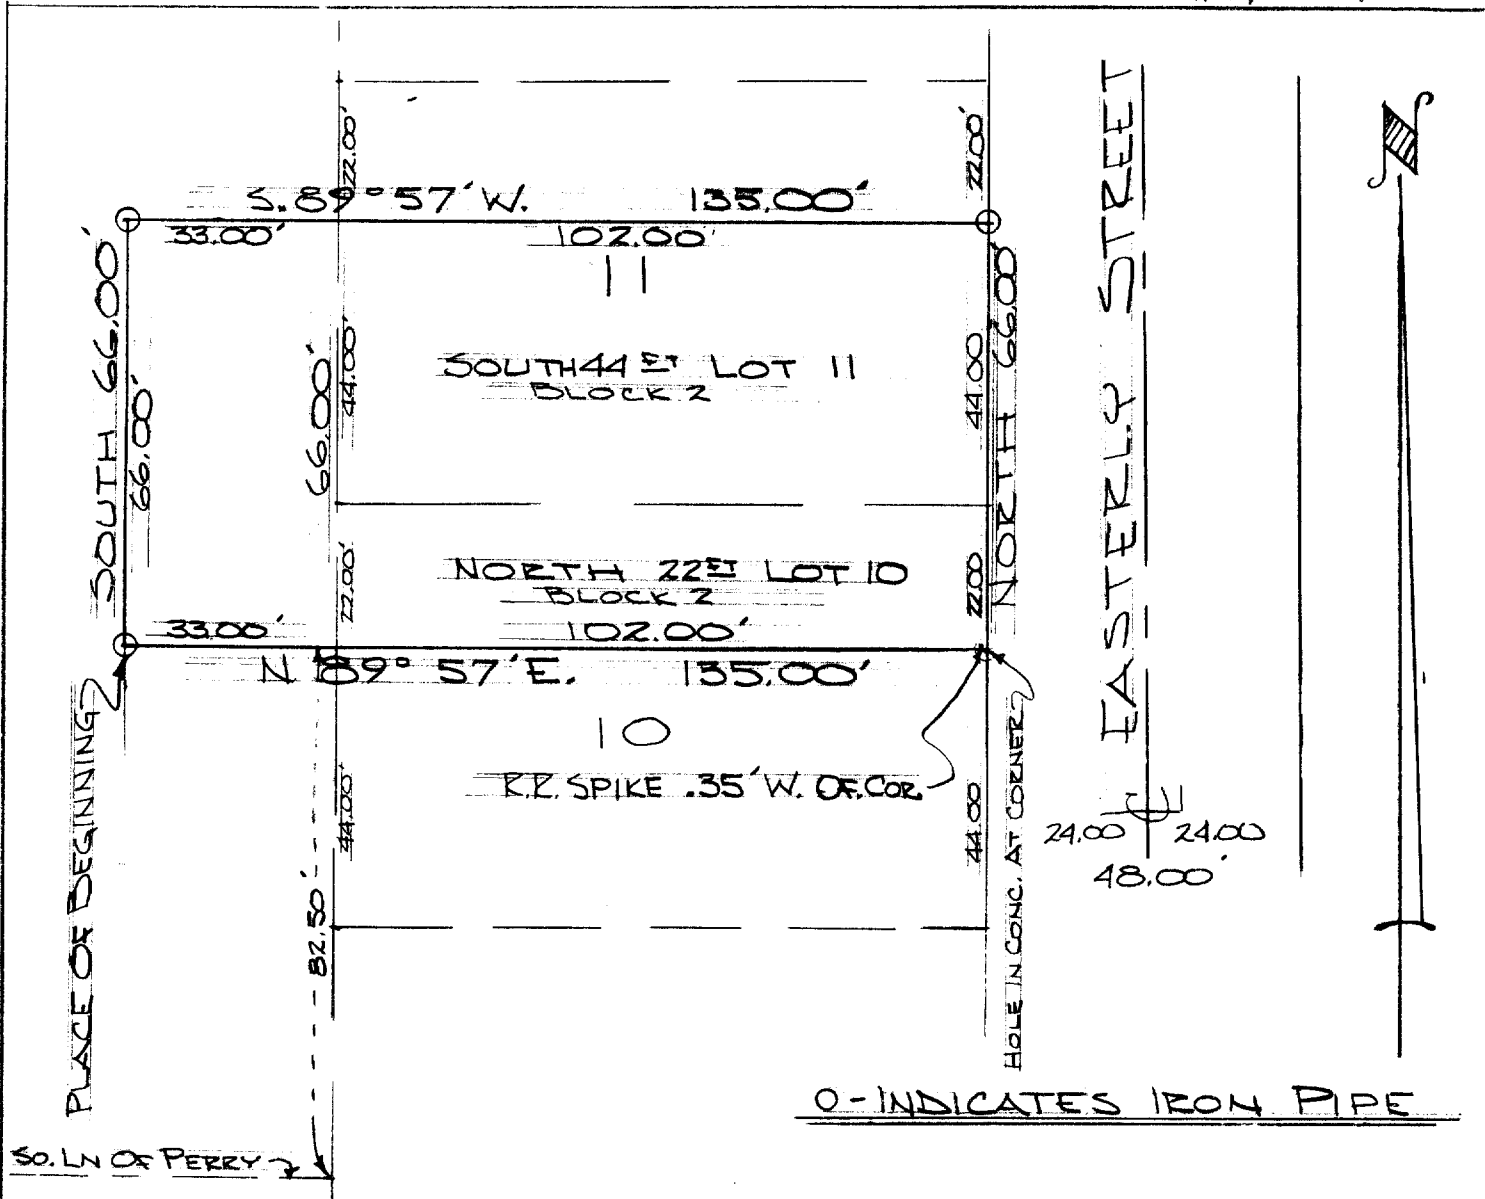 N
22.00'
22.00'
S. 89° 57' W. 135.00'
33.00' 102.00'
11
SOUTH 66.00'
66.00'
66.00'
44.00'
SOUTH 44 FT LOT 11
BLOCK 2
44.00
NORTH 66.00'
EASTERLY STREET
22.00'
NORTH 22 FT LOT 10
BLOCK 2
22.00
33.00' 102.00'
N 89° 57' E. 135.00'
PLACE OF BEGINNING
10
R.R. SPIKE .35' W. OF COR.
44.00'
44.00
HOLE IN CONC. AT CORNER
24.00 24.00
48.00'
82.50'
O - INDICATES IRON PIPE
SO. LN OF PERRY